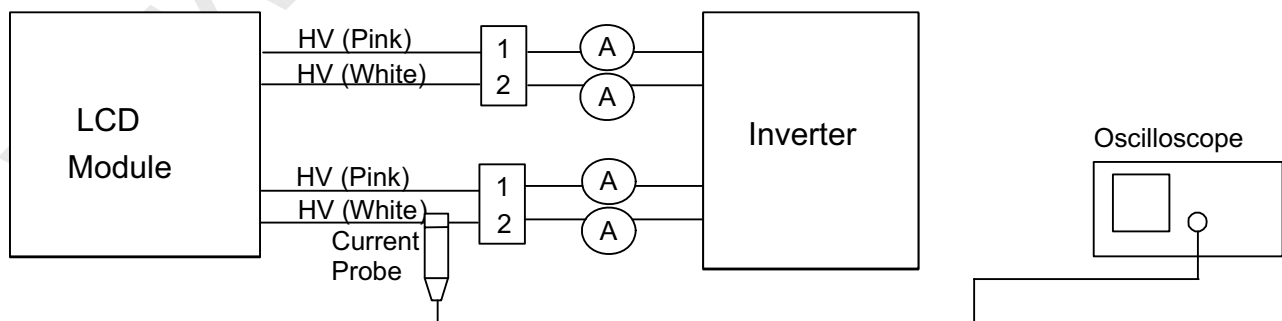 HV (Pink)
1
A
HV (White)
2
A
LCD
Module
Inverter
Oscilloscope
HV (Pink)
1
A
HV (White)
2
A
Current
Probe